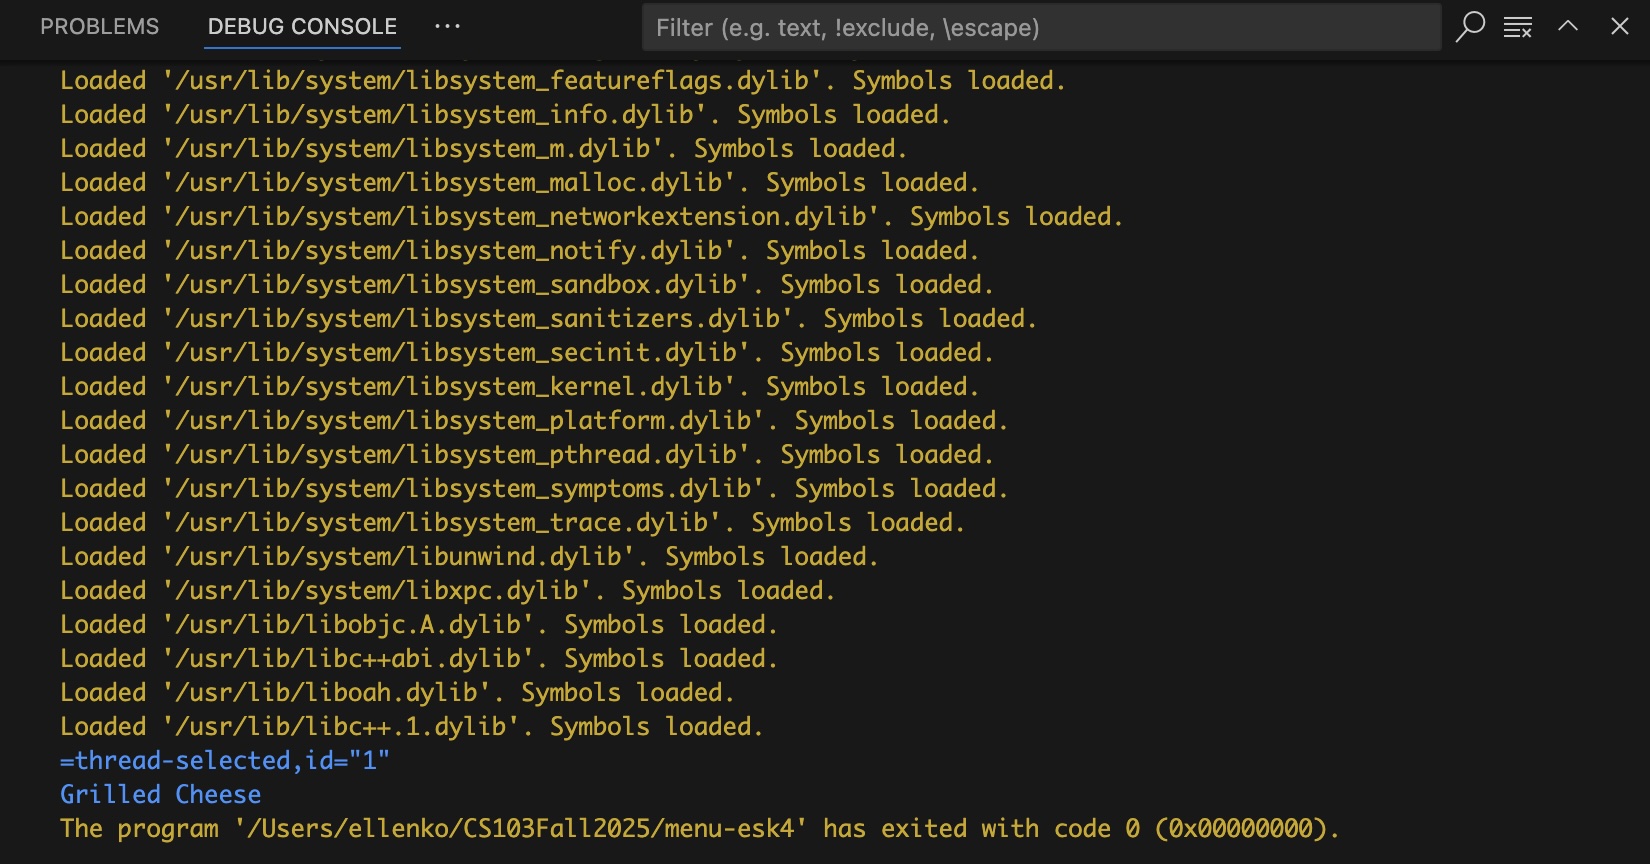 PROBLEMS DEBUG CONSOLE ··· Filter (e.g. text, !exclude, \escape)
Loaded '/usr/lib/system/libsystem_featureflags.dylib'. Symbols loaded.
Loaded '/usr/lib/system/libsystem_info.dylib'. Symbols loaded.
Loaded '/usr/lib/system/libsystem_m.dylib'. Symbols loaded.
Loaded '/usr/lib/system/libsystem_malloc.dylib'. Symbols loaded.
Loaded '/usr/lib/system/libsystem_networkextension.dylib'. Symbols loaded.
Loaded '/usr/lib/system/libsystem_notify.dylib'. Symbols loaded.
Loaded '/usr/lib/system/libsystem_sandbox.dylib'. Symbols loaded.
Loaded '/usr/lib/system/libsystem_sanitizers.dylib'. Symbols loaded.
Loaded '/usr/lib/system/libsystem_secinit.dylib'. Symbols loaded.
Loaded '/usr/lib/system/libsystem_kernel.dylib'. Symbols loaded.
Loaded '/usr/lib/system/libsystem_platform.dylib'. Symbols loaded.
Loaded '/usr/lib/system/libsystem_pthread.dylib'. Symbols loaded.
Loaded '/usr/lib/system/libsystem_symptoms.dylib'. Symbols loaded.
Loaded '/usr/lib/system/libsystem_trace.dylib'. Symbols loaded.
Loaded '/usr/lib/system/libunwind.dylib'. Symbols loaded.
Loaded '/usr/lib/system/libxpc.dylib'. Symbols loaded.
Loaded '/usr/lib/libobjc.A.dylib'. Symbols loaded.
Loaded '/usr/lib/libc++abi.dylib'. Symbols loaded.
Loaded '/usr/lib/liboah.dylib'. Symbols loaded.
Loaded '/usr/lib/libc++.1.dylib'. Symbols loaded.
=thread-selected,id="1"
Grilled Cheese
The program '/Users/ellenko/CS103Fall2025/menu-esk4' has exited with code 0 (0x00000000).